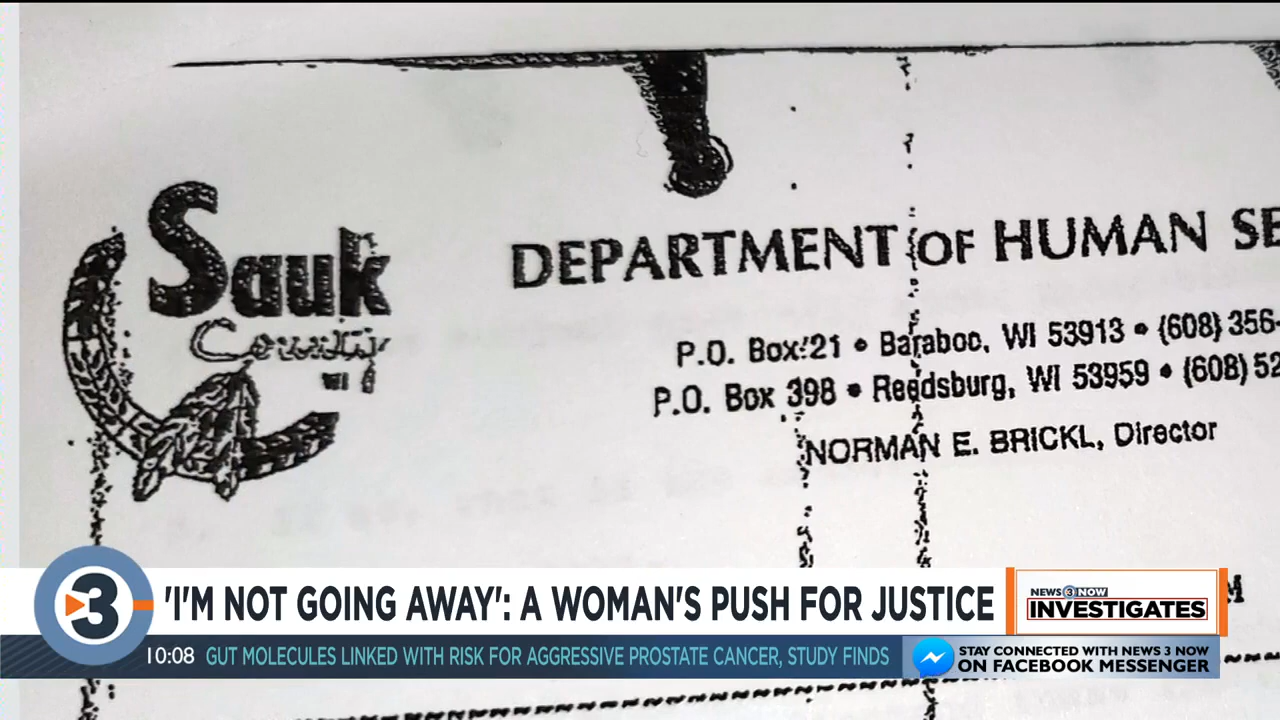 Sauk
County
WI
DEPARTMENT OF HUMAN SE
P.O. Box 21 • Baraboo, WI 53913 • (608) 356-
P.O. Box 398 • Reedsburg, WI 53959 • (608) 52
NORMAN E. BRICKL, Director
M
3
'I'M NOT GOING AWAY': A WOMAN'S PUSH FOR JUSTICE
NEWS 3 NOW
INVESTIGATES
10:08 GUT MOLECULES LINKED WITH RISK FOR AGGRESSIVE PROSTATE CANCER, STUDY FINDS
STAY CONNECTED WITH NEWS 3 NOW
ON FACEBOOK MESSENGER